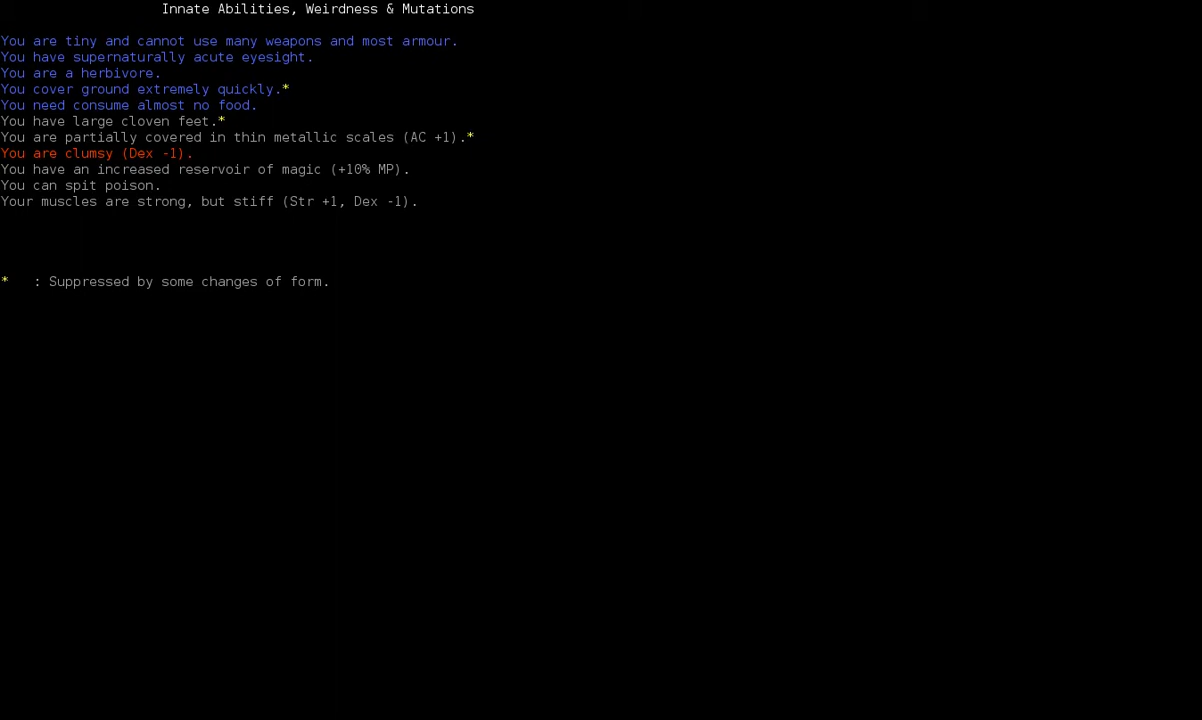 Innate Abilities, Weirdness & Mutations
You are tiny and cannot use many weapons and most armour.
You have supernaturally acute eyesight.
You are a herbivore.
You cover ground extremely quickly.*
You need consume almost no food.
You have large cloven feet.*
You are partially covered in thin metallic scales (AC +1).*
You are clumsy (Dex -1).
You have an increased reservoir of magic (+10% MP).
You can spit poison.
Your muscles are strong, but stiff (Str +1, Dex -1).
* : Suppressed by some changes of form.